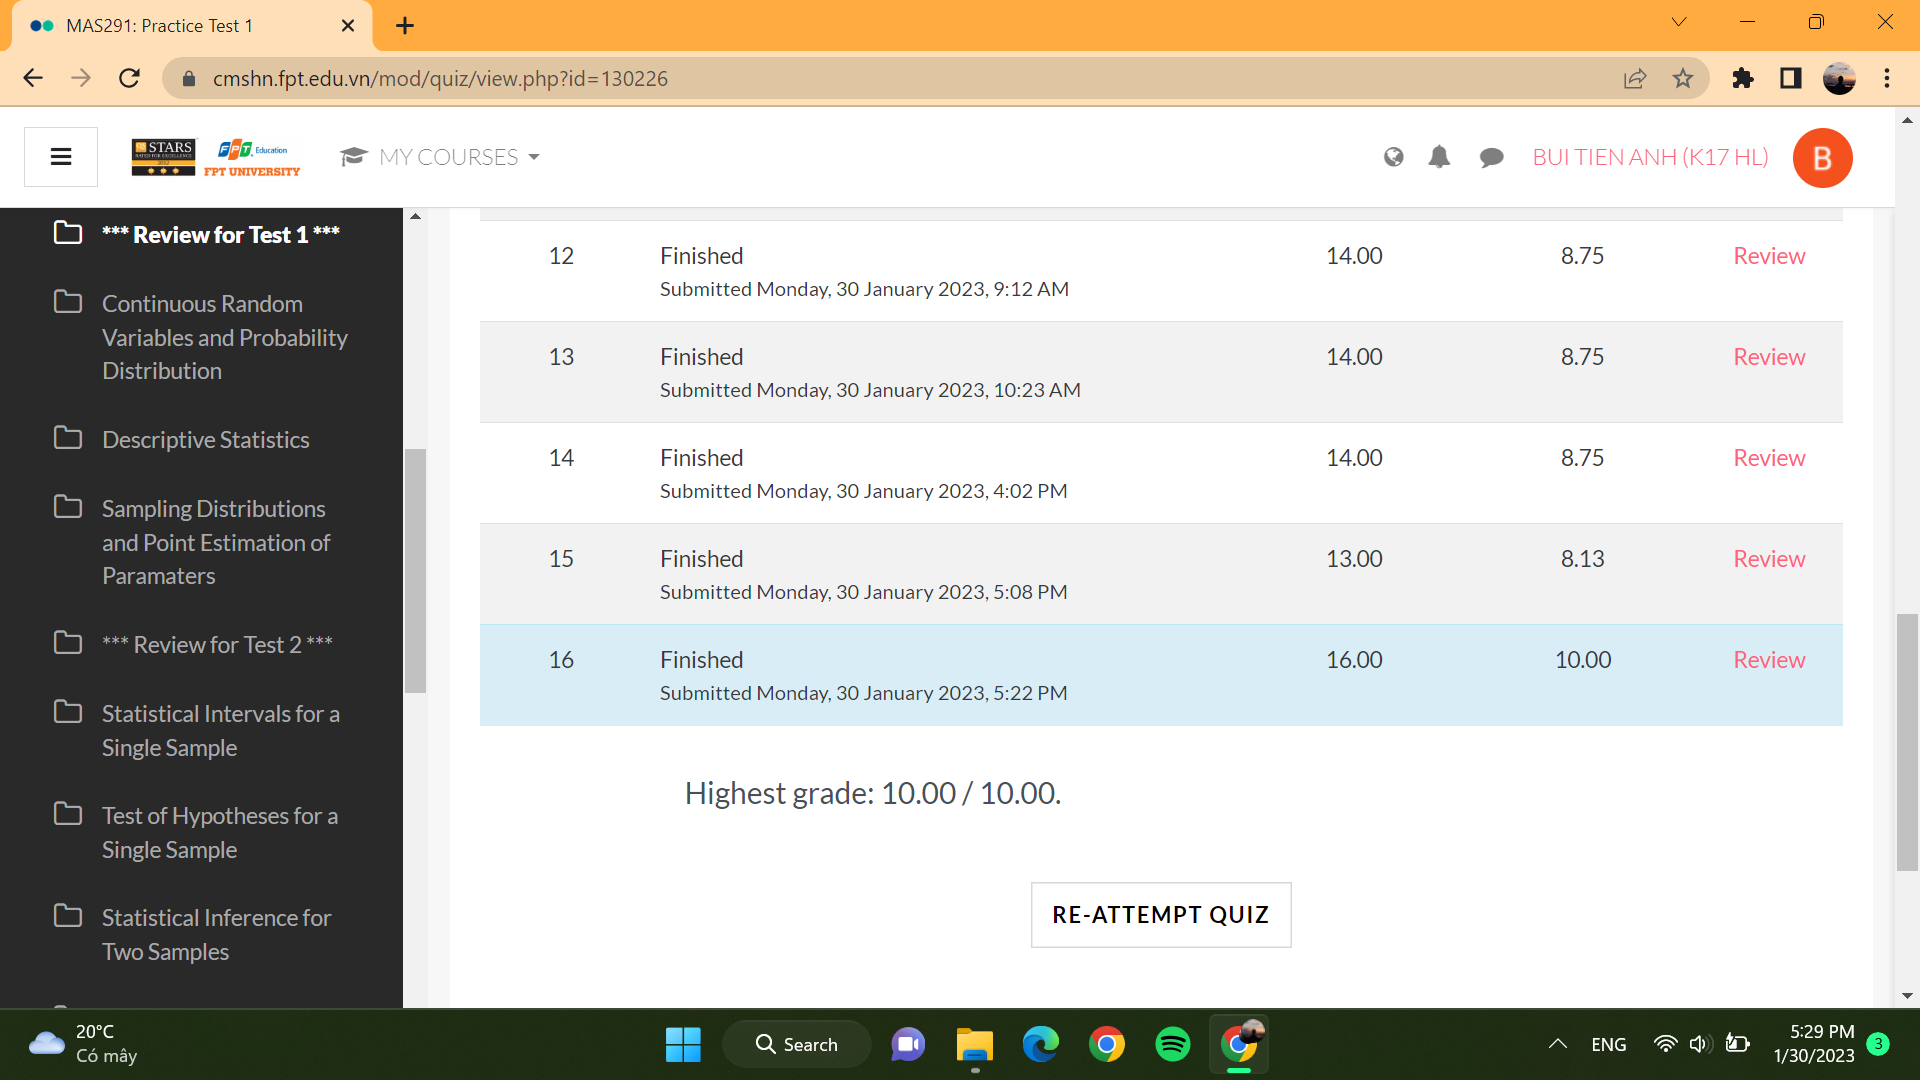 MAS291: Practice Test 1
cmshn.fpt.edu.vn/mod/quiz/view.php?id=130226
STARS
FPT Education
FPT UNIVERSITY
MY COURSES
BUI TIEN ANH (K17 HL)
B
*** Review for Test 1 ***
Continuous Random
Variables and Probability
Distribution
Descriptive Statistics
Sampling Distributions
and Point Estimation of
Paramaters
*** Review for Test 2 ***
Statistical Intervals for a
Single Sample
Test of Hypotheses for a
Single Sample
Statistical Inference for
Two Samples
12 Finished 14.00 8.75 Review
Submitted Monday, 30 January 2023, 9:12 AM
13 Finished 14.00 8.75 Review
Submitted Monday, 30 January 2023, 10:23 AM
14 Finished 14.00 8.75 Review
Submitted Monday, 30 January 2023, 4:02 PM
15 Finished 13.00 8.13 Review
Submitted Monday, 30 January 2023, 5:08 PM
16 Finished 16.00 10.00 Review
Submitted Monday, 30 January 2023, 5:22 PM
Highest grade: 10.00 / 10.00.
RE-ATTEMPT QUIZ
20°C
Có mây
Search
ENG
5:29 PM
1/30/2023
3